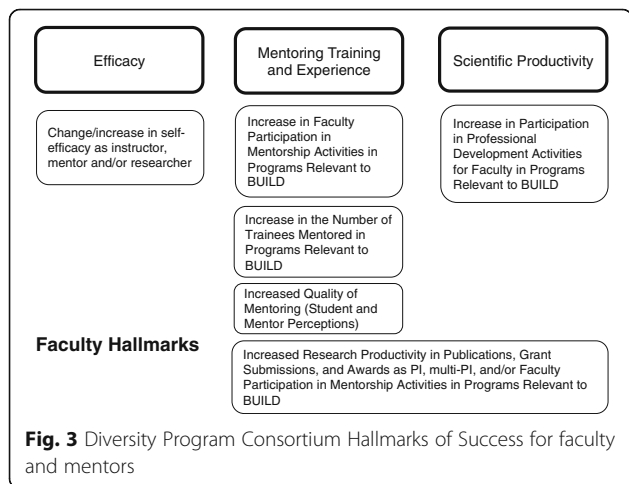 Efficacy
Mentoring Training
and Experience
Scientific Productivity
Change/increase in self-
efficacy as instructor,
mentor and/or researcher
Increase in Faculty
Participation in
Mentorship Activities in
Programs Relevant to
BUILD
Increase in Participation
in Professional
Development Activities
for Faculty in Programs
Relevant to BUILD
Increase in the Number of
Trainees Mentored in
Programs Relevant to
BUILD
Increased Quality of
Mentoring (Student and
Mentor Perceptions)
Faculty Hallmarks
Increased Research Productivity in Publications, Grant
Submissions, and Awards as PI, multi-PI, and/or Faculty
Participation in Mentorship Activities in Programs Relevant to
BUILD
Fig. 3 Diversity Program Consortium Hallmarks of Success for faculty
and mentors